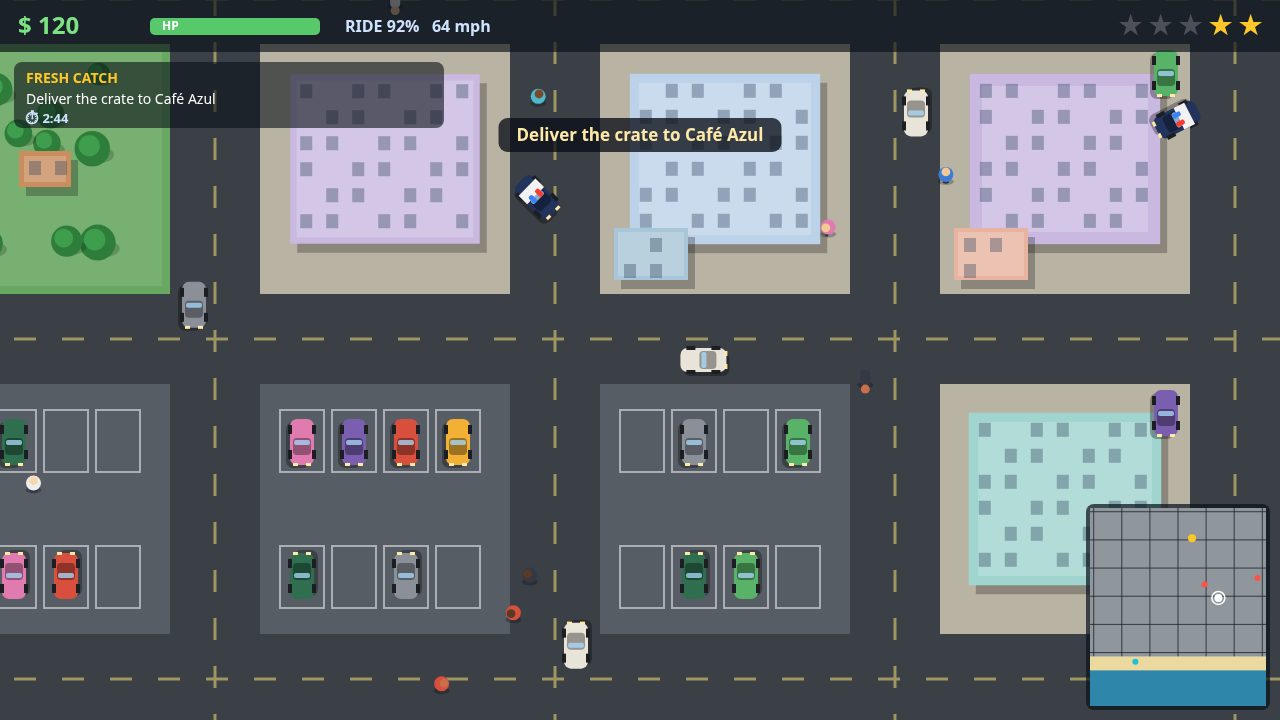 $ 120
HP
RIDE 92% 64 mph
FRESH CATCH
Deliver the crate to Café Azul
⏱ 2:44
Deliver the crate to Café Azul